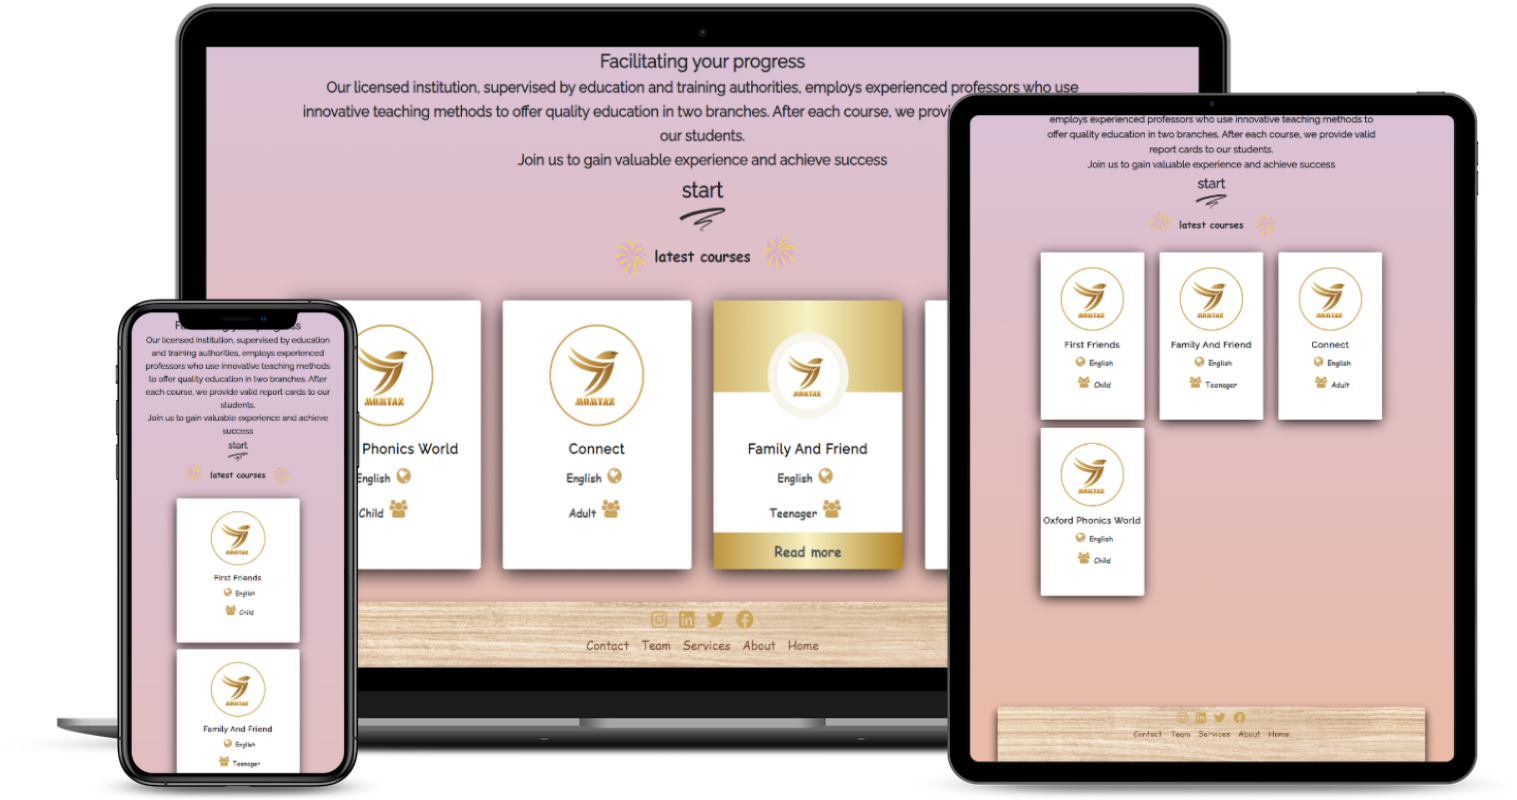 Facilitating your progress
Our licensed institution, supervised by education and training authorities, employs experienced professors who use
innovative teaching methods to offer quality education in two branches. After each course, we
our students.
Join us to gain valuable experience and achieve success
start
latest courses
MOMTAZ
Phonics World
English
Child
MOMTAZ
Connect
English
Adult
MOMTAZ
Family And Friend
English
Teenager
Read more
Contact Team Services About Home
your progress
Our licensed institution, supervised by education
and training authorities, employs experienced
professors who use innovative teaching methods
to offer quality education in two branches. After
each course, we provide valid report cards to our
students.
Join us to gain valuable experience and achieve
success
start
latest courses
MOMTAZ
First Friends
English
Child
MOMTAZ
Family And Friend
English
Teenager
employs experienced professors who use innovative teaching methods to
offer quality education in two branches. After each course, we provide valid
report cards to our students.
Join us to gain valuable experience and achieve success
start
latest courses
MOMTAZ
First Friends
English
Child
MOMTAZ
Family And Friend
English
Teenager
MOMTAZ
Connect
English
Adult
MOMTAZ
Oxford Phonics World
English
Child
Contact Team Services About Home